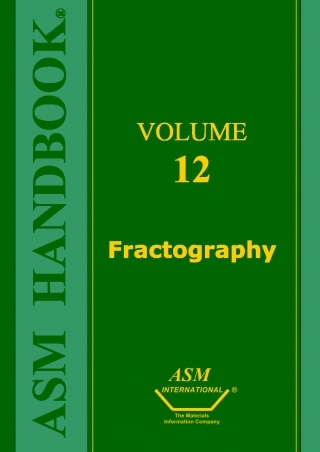 ASM HANDBOOK®
VOLUME
12
Fractography
ASM
INTERNATIONAL ®
The Materials
Information Company